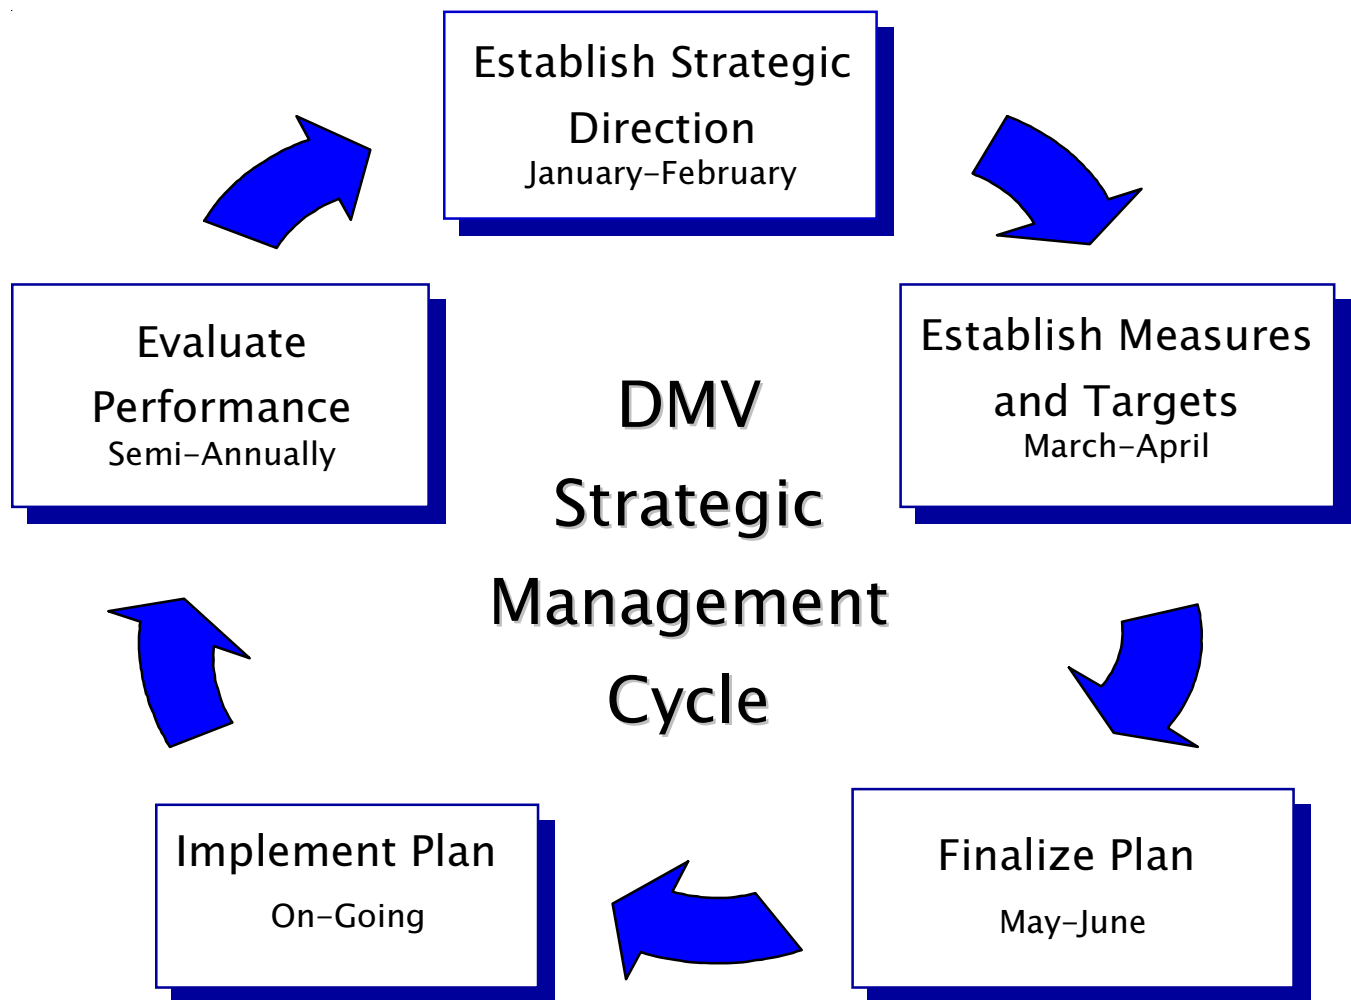 Establish Strategic
Direction
January–February
Evaluate
Performance
Semi–Annually
Establish Measures
and Targets
March–April
DMV
Strategic
Management
Cycle
Implement Plan
On–Going
Finalize Plan
May–June